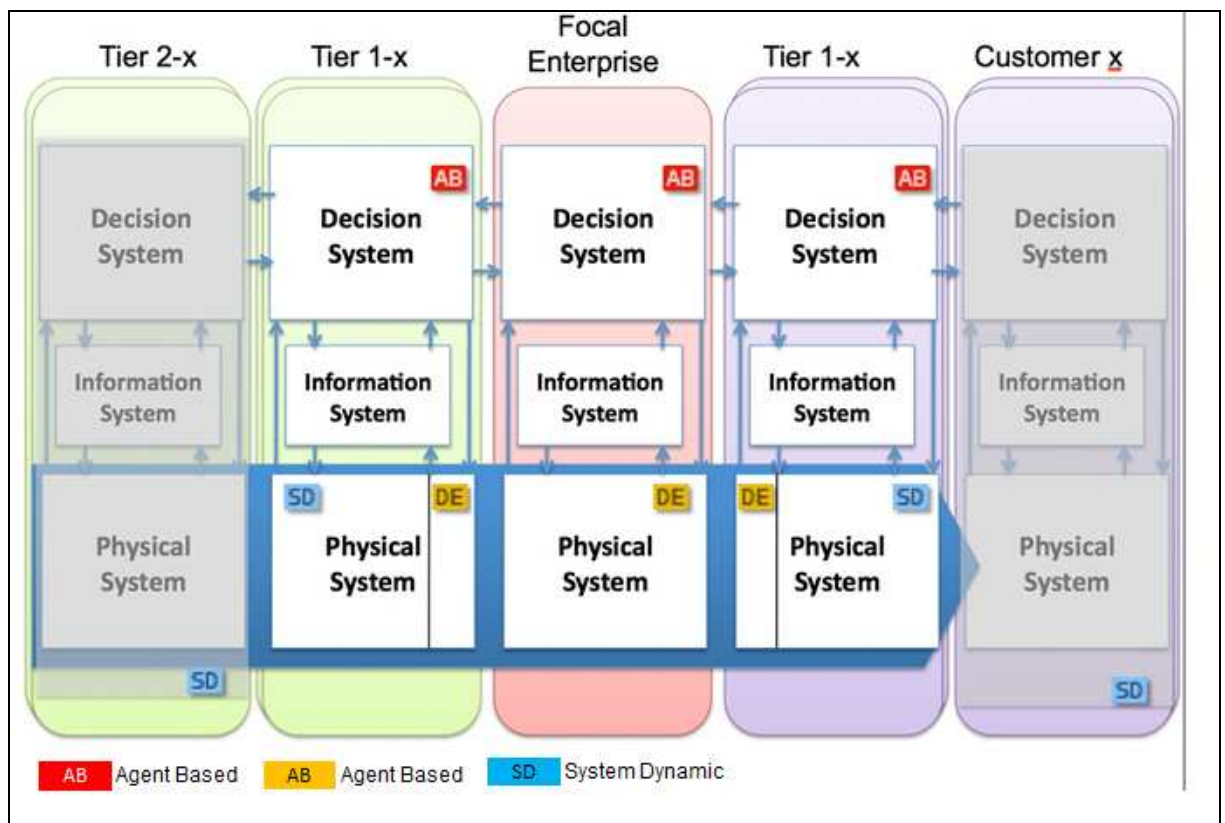 Tier 2-x
Tier 1-x
Focal
Enterprise
Tier 1-x
Customer x
Decision
System
AB
Decision
System
AB
Decision
System
AB
Decision
System
Decision
System
Information
System
Information
System
Information
System
Information
System
Information
System
Physical
System
SD
SD
DE
Physical
System
DE
Physical
System
DE
SD
Physical
System
Physical
System
SD
AB Agent Based
AB Agent Based
SD System Dynamic